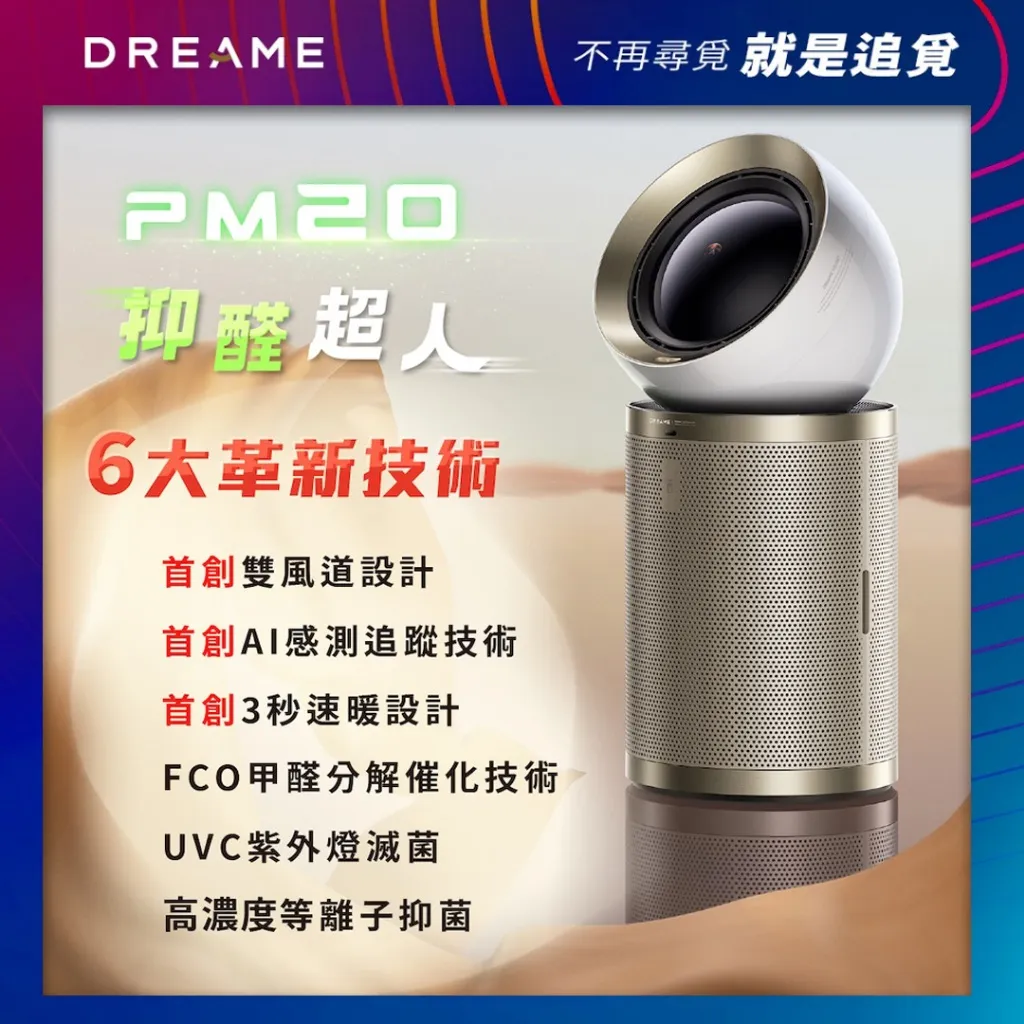 DREAME
不再尋覓 就是追覓
PM20
抑醛超人
6大革新技術
首創雙風道設計
首創AI感測追蹤技術
首創3秒速暖設計
FCO甲醛分解催化技術
UVC紫外燈滅菌
高濃度等離子抑菌
DREAME